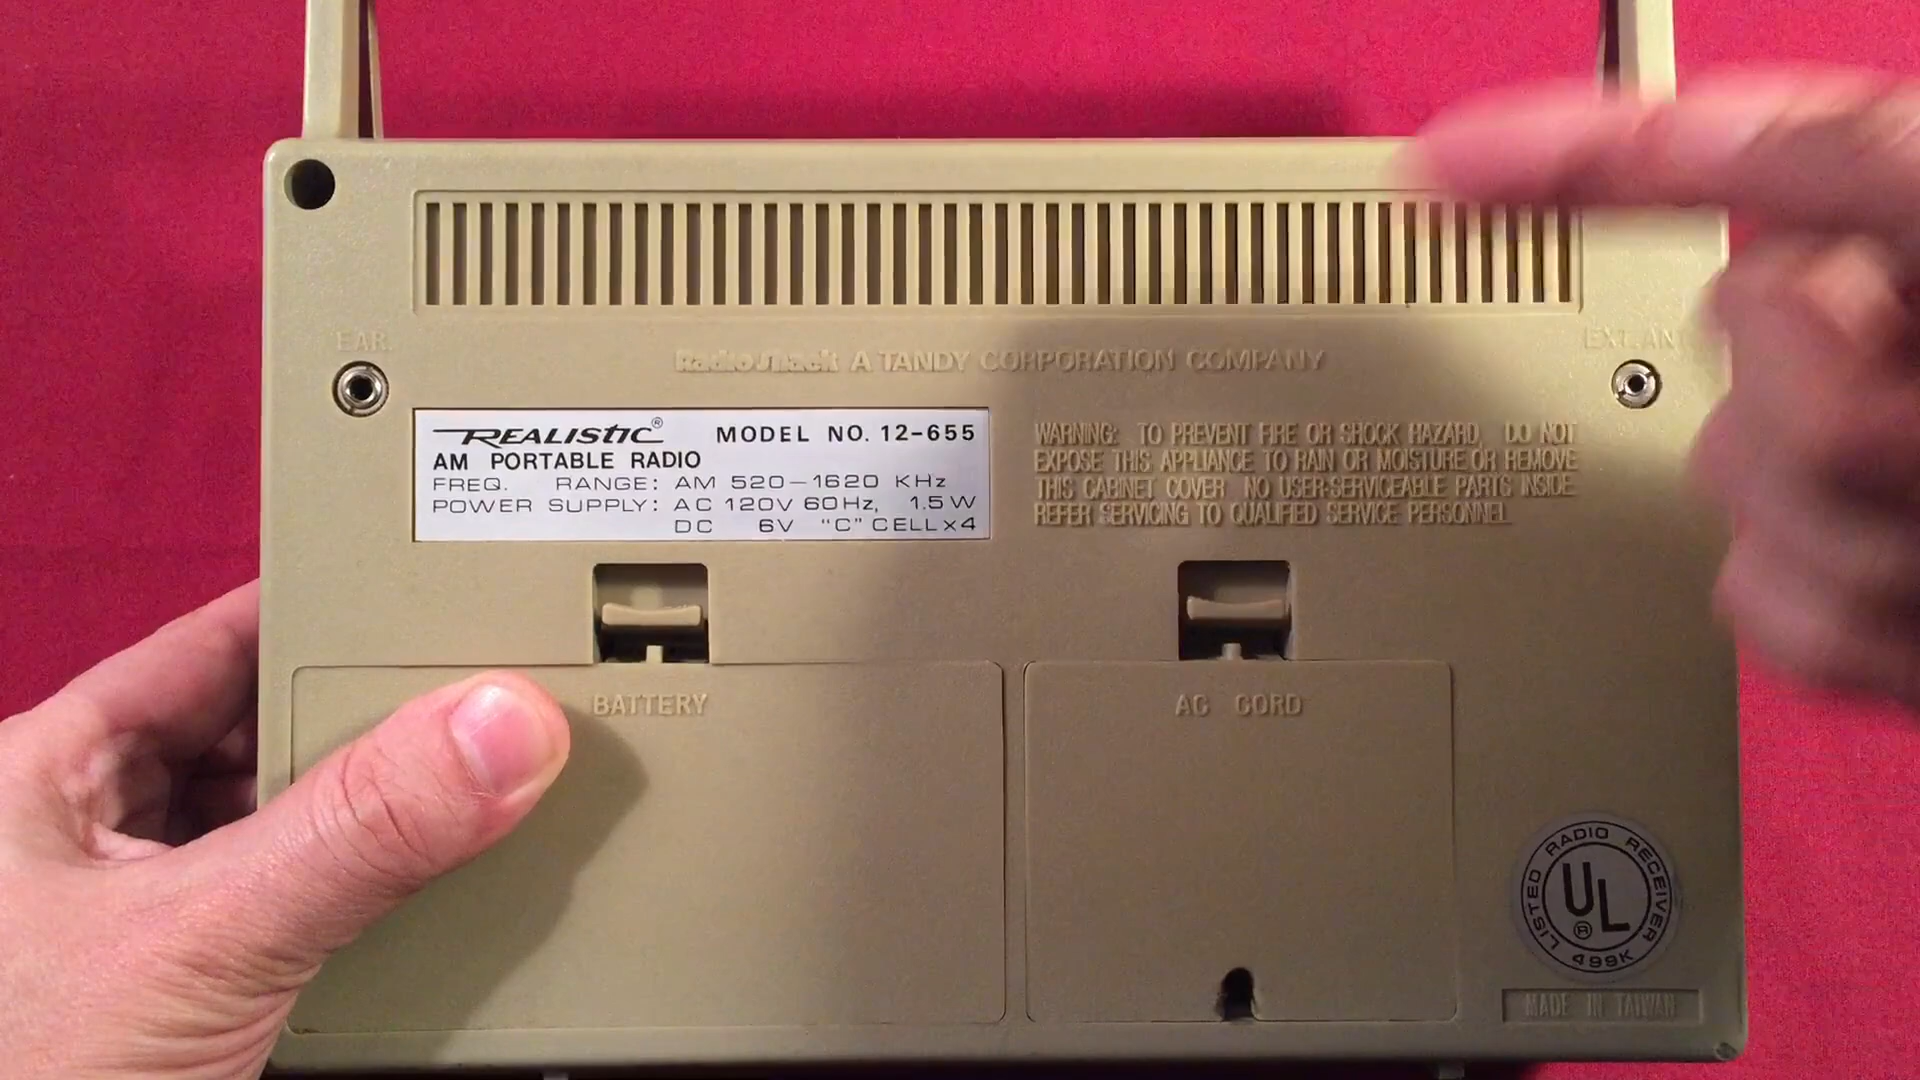 EAR.
EXT. ANT
RadioShack A TANDY CORPORATION COMPANY
REALISTIC® MODEL NO. 12-655
AM PORTABLE RADIO
FREQ. RANGE: AM 520-1620 KHz
POWER SUPPLY: AC 120V 60Hz, 1.5W
DC 6V "C" CELLx4
WARNING: TO PREVENT FIRE OR SHOCK HAZARD, DO NOT
EXPOSE THIS APPLIANCE TO RAIN OR MOISTURE OR REMOVE
THIS CABINET COVER NO USER-SERVICEABLE PARTS INSIDE
REFER SERVICING TO QUALIFIED SERVICE PERSONNEL
BATTERY
AC CORD
LISTED RADIO RECEIVER
UL®
499K
MADE IN TAIWAN